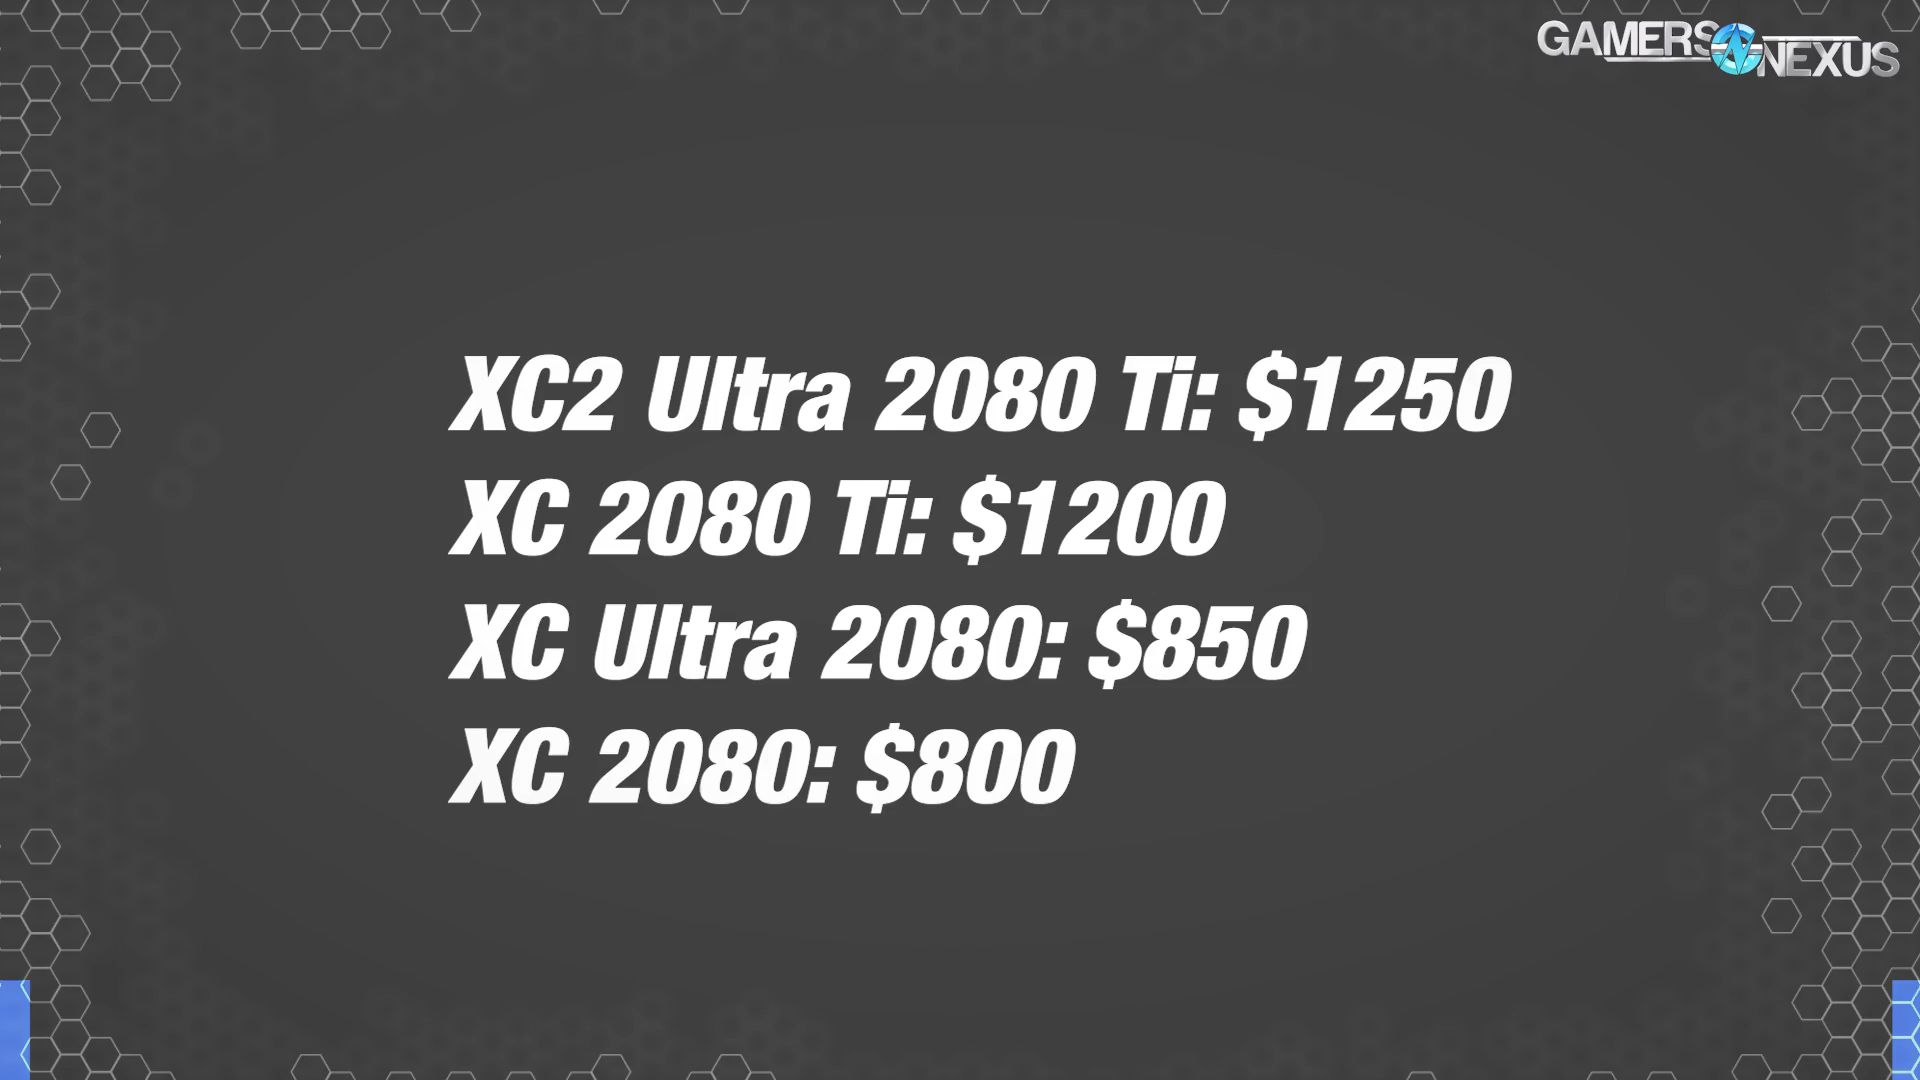 GAMERS NEXUS
XC2 Ultra 2080 Ti: $1250
XC 2080 Ti: $1200
XC Ultra 2080: $850
XC 2080: $800